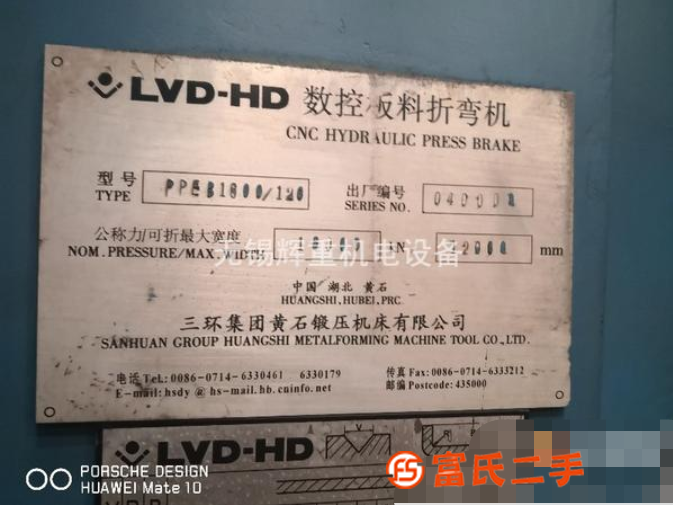 LVD-HD 数控板料折弯机
CNC HYDRAULIC PRESS BRAKE
型号 出厂编号
TYPE PPEB1800/120 SERIES NO.
公称力/可折最大宽度
NOM.PRESSURE/MAX.WIDTH kN mm
无锡辉重机电设备
中国 湖北 黄石
HUANGSHI,HUBEI,PRC
三环集团黄石锻压机床有限公司
SANHUAN GROUP HUANGSHI METALFORMING MACHINE TOOL CO.,LTD.
电话 TeL: 0086-0714-6330461 6330179 传真 Fax: 0086-0714-6333212
E-mail: hsdy @ hs-mail.hb.cninfo.net 邮编 Postcode: 435000
LVD-HD
PORSCHE DESIGN
HUAWEI Mate 10
FS 富氏二手